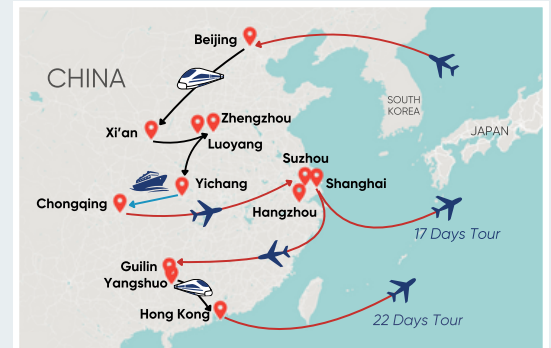 Beijing
CHINA
SOUTH
KOREA
Zhengzhou
Xi'an
JAPAN
Luoyang
Suzhou
Yichang
Shanghai
Chongqing
Hangzhou
17 Days Tour
Guilin
Yangshuo
Hong Kong
22 Days Tour